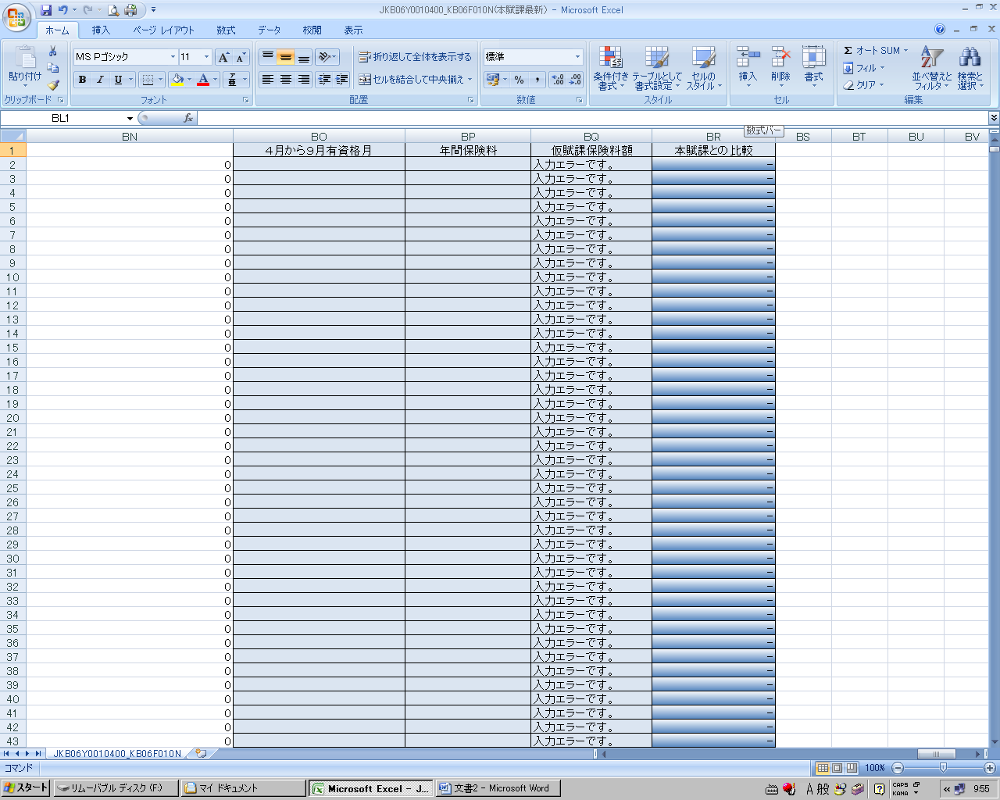 JKB06Y0010400_KB06F010N(本賦課最新) - Microsoft Excel
ホーム 挿入 ページ レイアウト 数式 データ 校閲 表示
貼り付け MS Pゴシック 11 折り返して全体を表示する 標準 条件付き書式 テーブルとして書式設定 セルのスタイル 挿入 削除 書式 Σ オート SUM フィル クリア 並べ替えとフィルタ 検索と選択
B I U 亜 セルを結合して中央揃え % , 
クリップボード フォント 配置 数値 スタイル セル 編集
BL1 fx
数式バー
BN BO BP BQ BR BS BT BU BV
1 4月から9月有資格月 年間保険料 仮賦課保険料額 本賦課との比較
2 0 入力エラーです。 -
3 0 入力エラーです。 -
4 0 入力エラーです。 -
5 0 入力エラーです。 -
6 0 入力エラーです。 -
7 0 入力エラーです。 -
8 0 入力エラーです。 -
9 0 入力エラーです。 -
10 0 入力エラーです。 -
11 0 入力エラーです。 -
12 0 入力エラーです。 -
13 0 入力エラーです。 -
14 0 入力エラーです。 -
15 0 入力エラーです。 -
16 0 入力エラーです。 -
17 0 入力エラーです。 -
18 0 入力エラーです。 -
19 0 入力エラーです。 -
20 0 入力エラーです。 -
21 0 入力エラーです。 -
22 0 入力エラーです。 -
23 0 入力エラーです。 -
24 0 入力エラーです。 -
25 0 入力エラーです。 -
26 0 入力エラーです。 -
27 0 入力エラーです。 -
28 0 入力エラーです。 -
29 0 入力エラーです。 -
30 0 入力エラーです。 -
31 0 入力エラーです。 -
32 0 入力エラーです。 -
33 0 入力エラーです。 -
34 0 入力エラーです。 -
35 0 入力エラーです。 -
36 0 入力エラーです。 -
37 0 入力エラーです。 -
38 0 入力エラーです。 -
39 0 入力エラーです。 -
40 0 入力エラーです。 -
41 0 入力エラーです。 -
42 0 入力エラーです。 -
43 0 入力エラーです。 -
JKB06Y0010400_KB06F010N
コマンド 100%
スタート リムーバブル ディスク (F:) マイ ドキュメント Microsoft Excel - J... 文書2 - Microsoft Word A 般 CAPS KANA « 9:55